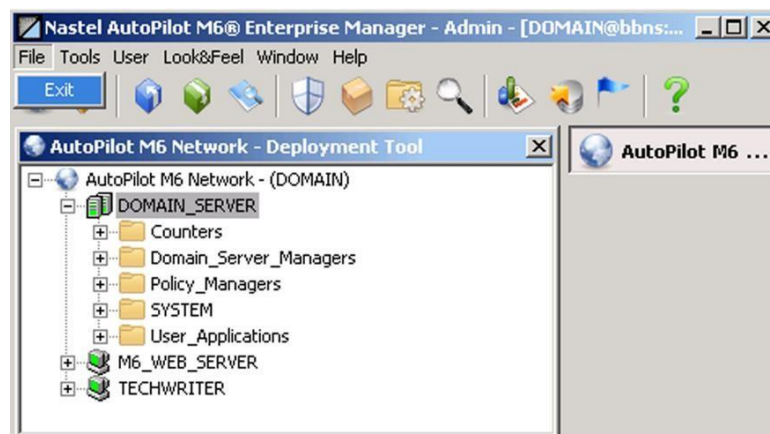 Nastel AutoPilot M6® Enterprise Manager - Admin - [DOMAIN@bbns:...
File Tools User Look&Feel Window Help
Exit
AutoPilot M6 Network - Deployment Tool
AutoPilot M6 ...
AutoPilot M6 Network - (DOMAIN)
DOMAIN_SERVER
Counters
Domain_Server_Managers
Policy_Managers
SYSTEM
User_Applications
M6_WEB_SERVER
TECHWRITER